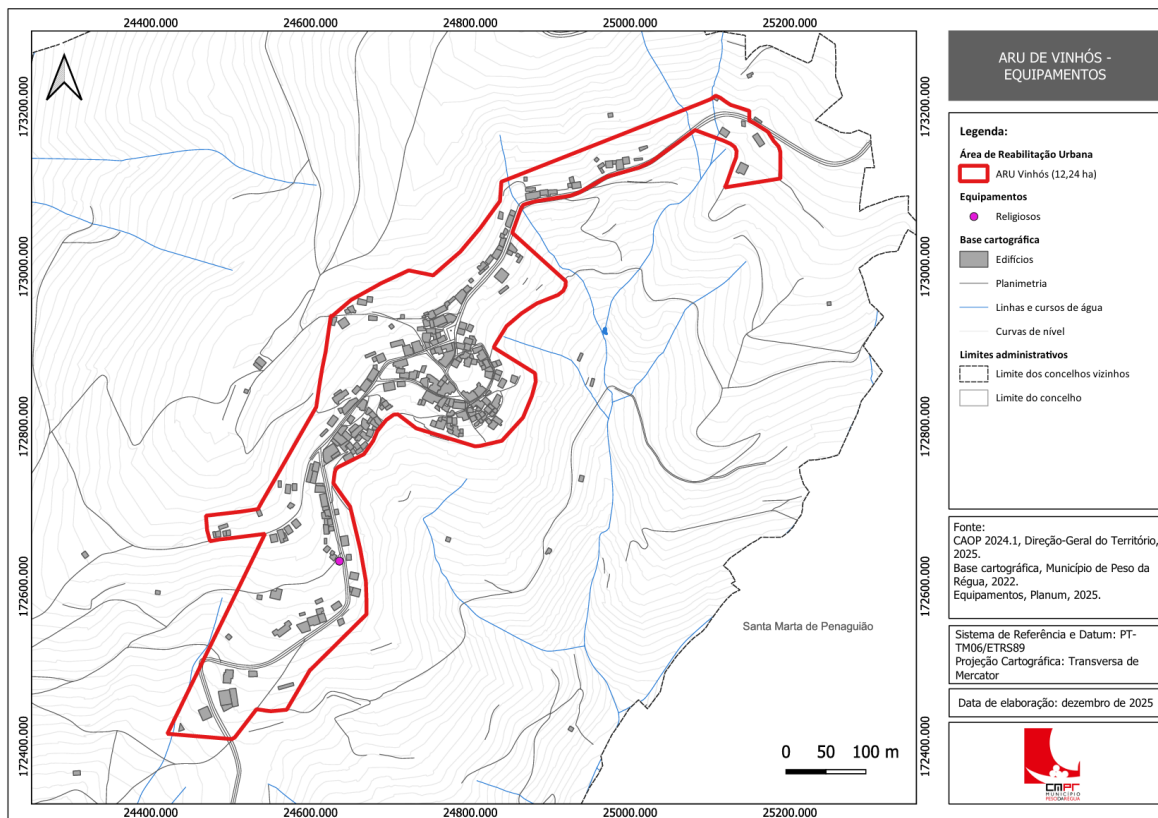 24400.000
24600.000
24800.000
25000.000
25200.000
173200.000
173000.000
172800.000
172600.000
172400.000
173200.000
173000.000
172800.000
172600.000
172400.000
Santa Marta de Penaguião
0 50 100 m
24400.000
24600.000
24800.000
25000.000
25200.000
ARU DE VINHÓS -
EQUIPAMENTOS
Legenda:
Área de Reabilitação Urbana
ARU Vinhós (12,24 ha)
Equipamentos
Religiosos
Base cartográfica
Edifícios
Planimetria
Linhas e cursos de água
Curvas de nível
Limites administrativos
Limite dos concelhos vizinhos
Limite do concelho
Fonte:
CAOP 2024.1, Direção-Geral do Território,
2025.
Base cartográfica, Município de Peso da
Régua, 2022.
Equipamentos, Planum, 2025.
Sistema de Referência e Datum: PT-
TM06/ETRS89
Projeção Cartográfica: Transversa de
Mercator
Data de elaboração: dezembro de 2025
CMPR
MUNICÍPIO
PESO DA RÉGUA